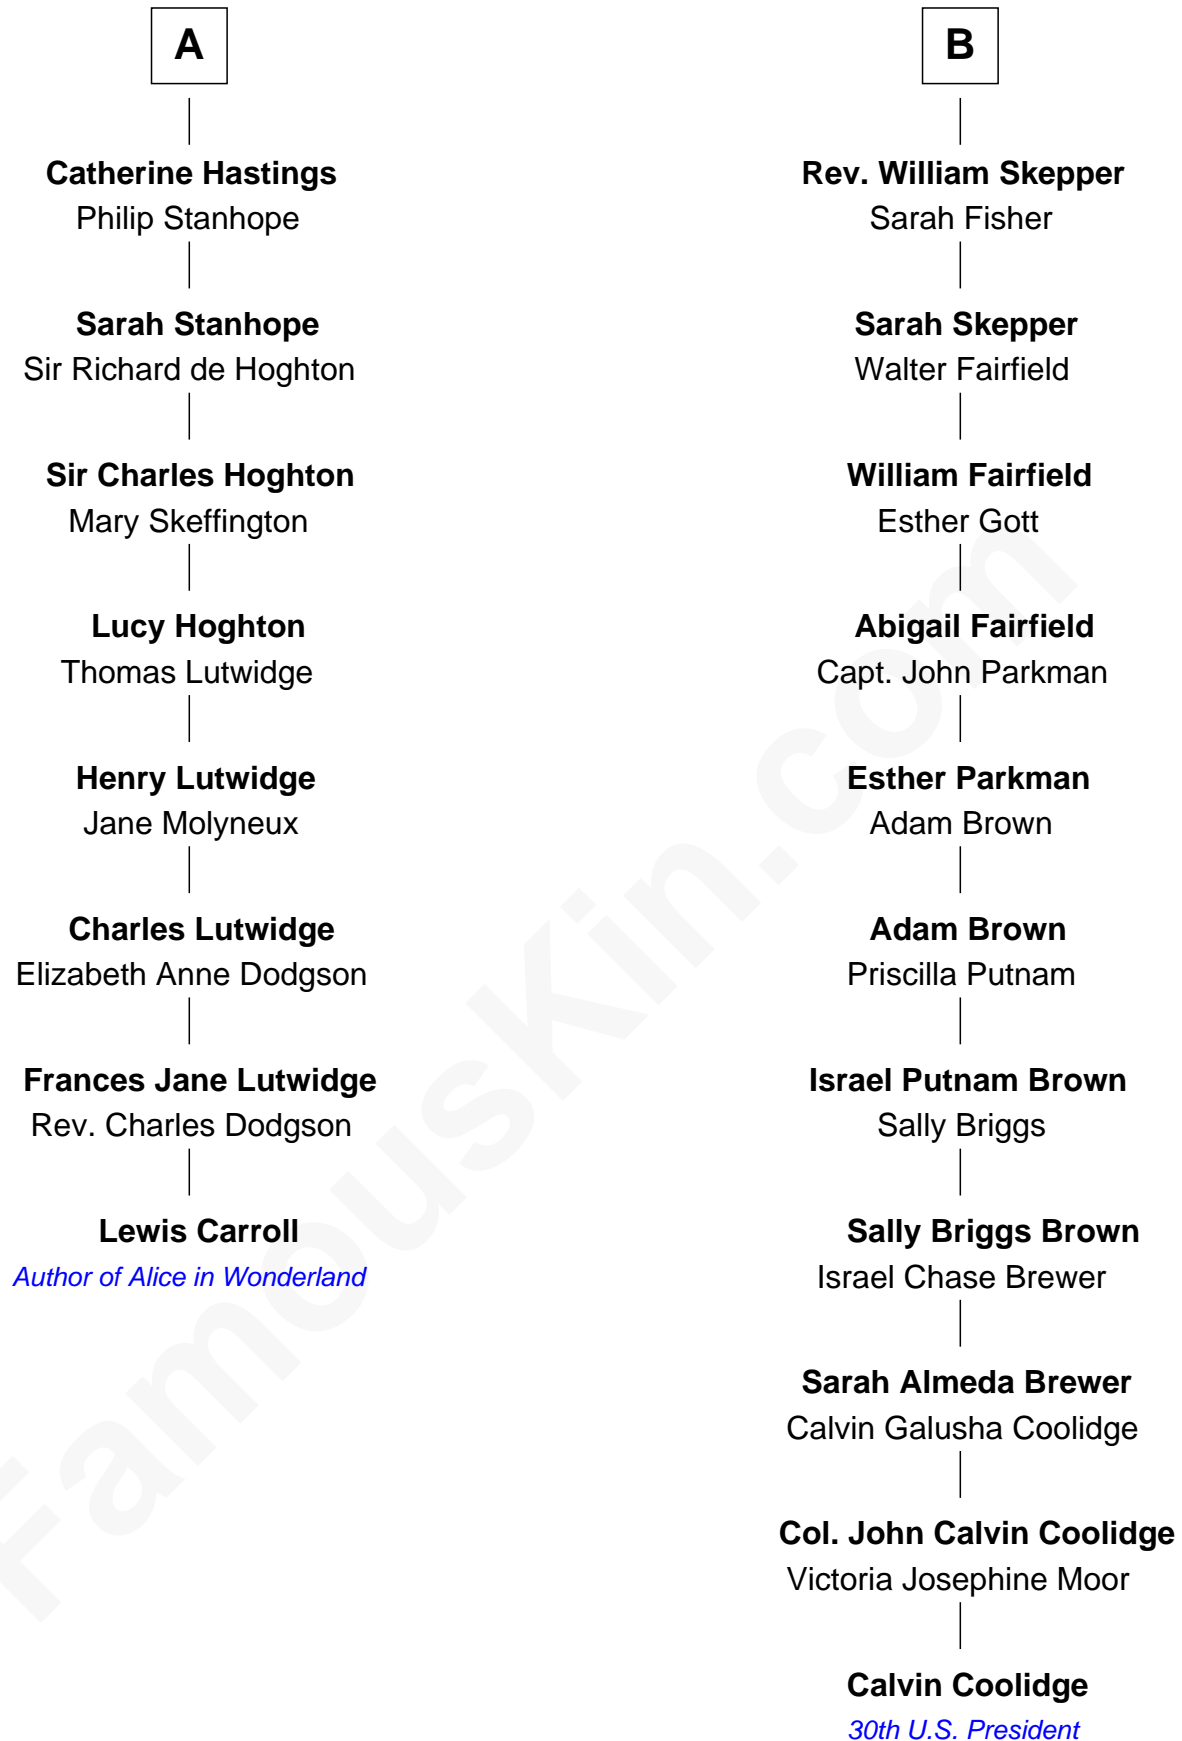 A
Catherine Hastings
Philip Stanhope
Sarah Stanhope
Sir Richard de Hoghton
Sir Charles Hoghton
Mary Skeffington
Lucy Hoghton
Thomas Lutwidge
Henry Lutwidge
Jane Molyneux
Charles Lutwidge
Elizabeth Anne Dodgson
Frances Jane Lutwidge
Rev. Charles Dodgson
Lewis Carroll
Author of Alice in Wonderland
B
Rev. William Skepper
Sarah Fisher
Sarah Skepper
Walter Fairfield
William Fairfield
Esther Gott
Abigail Fairfield
Capt. John Parkman
Esther Parkman
Adam Brown
Adam Brown
Priscilla Putnam
Israel Putnam Brown
Sally Briggs
Sally Briggs Brown
Israel Chase Brewer
Sarah Almeda Brewer
Calvin Galusha Coolidge
Col. John Calvin Coolidge
Victoria Josephine Moor
Calvin Coolidge
30th U.S. President
FamousKin.com